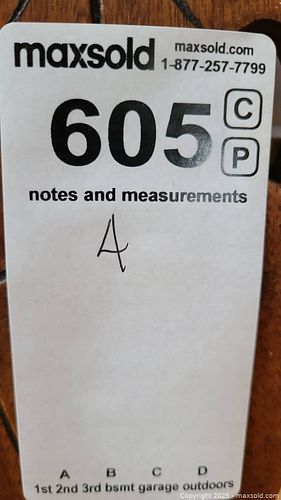 maxsold maxsold.com
1-877-257-7799
605 C
P
notes and measurements
4
A B C D
1st 2nd 3rd bsmt garage outdoors
Copyright 2025 - maxsold.com